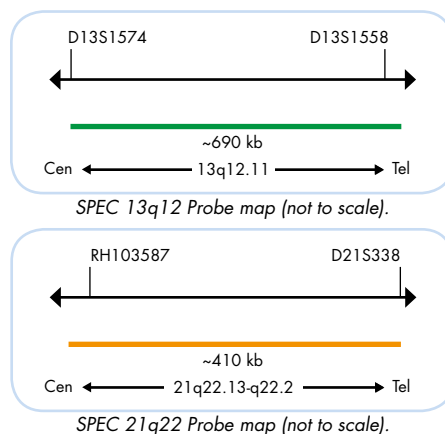 D13S1574 D13S1558
~690 kb
Cen 13q12.11 Tel
SPEC 13q12 Probe map (not to scale).
RH103587 D21S338
~410 kb
Cen 21q22.13-q22.2 Tel
SPEC 21q22 Probe map (not to scale).